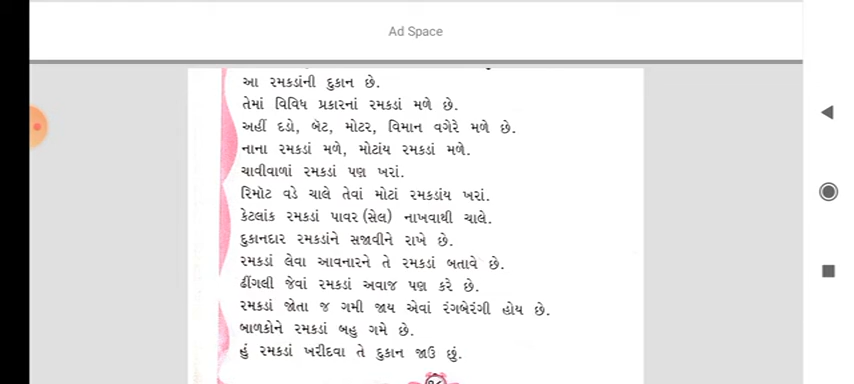 Ad Space
આ રમકડાંની દુકાન છે.
તેમાં વિવિધ પ્રકારનાં રમકડાં મળે છે.
અહીં દડો, બૅટ, મોટર, વિમાન વગેરે મળે છે.
નાના રમકડાં મળે, મોટાંય રમકડાં મળે.
ચાવીવાળાં રમકડાં પણ ખરાં.
રિમૉટ વડે ચાલે તેવાં મોટાં રમકડાંય ખરાં.
કેટલાંક રમકડાં પાવર (સેલ) નાખવાથી ચાલે.
દુકાનદાર રમકડાંને સજાવીને રાખે છે.
રમકડાં લેવા આવનારને તે રમકડાં બતાવે છે.
ઢીંગલી જેવાં રમકડાં અવાજ પણ કરે છે.
રમકડાં જોતા જ ગમી જાય એવાં રંગબેરંગી હોય છે.
બાળકોને રમકડાં બહુ ગમે છે.
હું રમકડાં ખરીદવા તે દુકાન જાઉ છું.